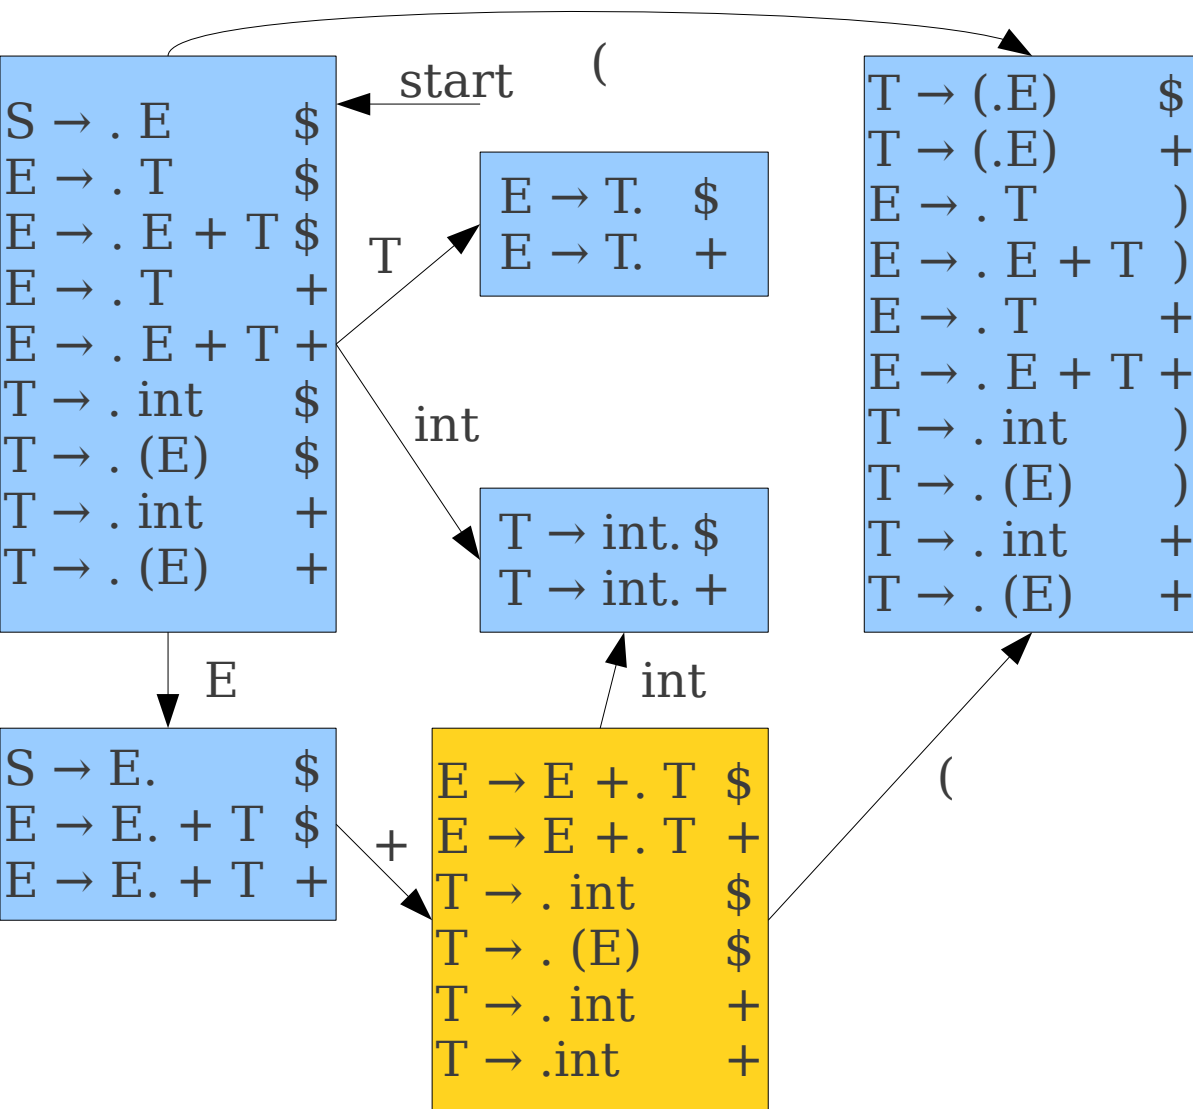 (
start
S → . E $
E → . T $
E → . E + T $
E → . T +
E → . E + T +
T → . int $
T → . (E) $
T → . int +
T → . (E) +
T
E → T. $
E → T. +
int
T → int. $
T → int. +
T → (.E) $
T → (.E) +
E → . T )
E → . E + T )
E → . T +
E → . E + T +
T → . int )
T → . (E) )
T → . int +
T → . (E) +
E
int
S → E. $
E → E. + T $
E → E. + T +
+
E → E +. T $
E → E +. T +
T → . int $
T → . (E) $
T → . int +
T → .int +
(